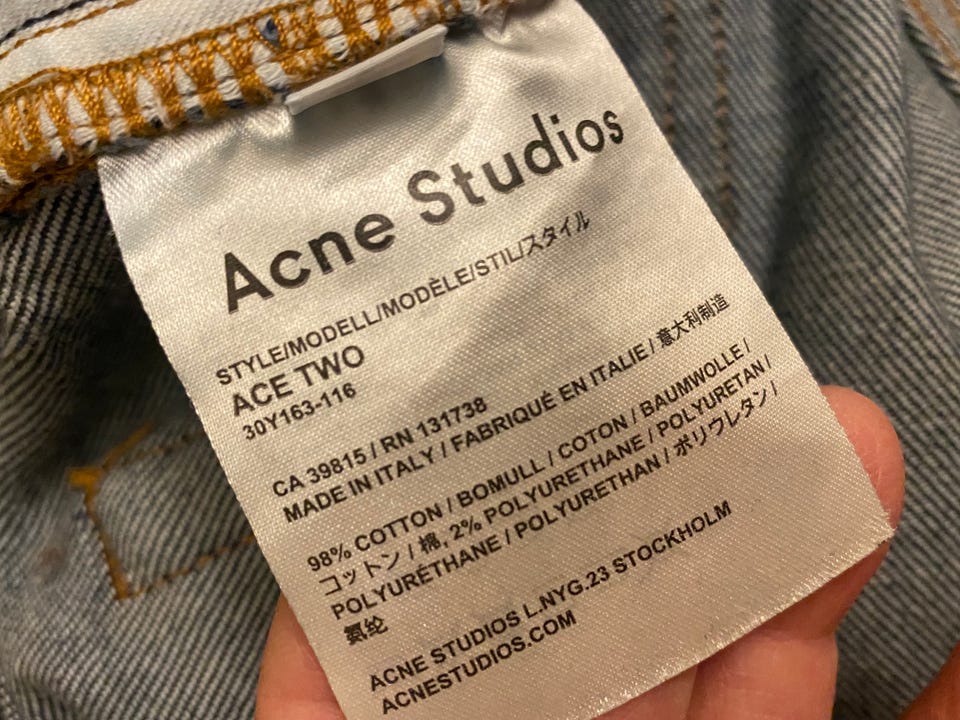 Acne Studios
STYLE/MODELL/MODÈLE/STIL/スタイル
ACE TWO
30Y163-116
CA 39815 / RN 131738
MADE IN ITALY / FABRIQUÉ EN ITALIE / 意大利制造
98% COTTON / BOMULL / COTON / BAUMWOLLE /
コットン / 棉, 2% POLYURETHANE / POLYURETAN /
POLYURÉTHANE / POLYURETHAN / ポリウレタン /
氨纶
ACNE STUDIOS L.NYG.23 STOCKHOLM
ACNESTUDIOS.COM